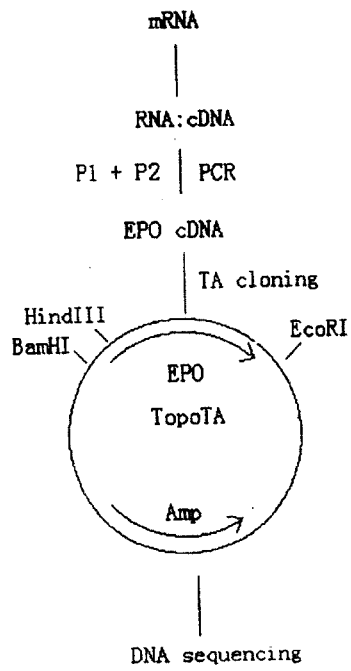 mRNA
RNA:cDNA
P1 + P2 PCR
EPO cDNA
TA cloning
HindIII
EcoRI
BamHI
EPO
TopoTA
Amp
DNA sequencing